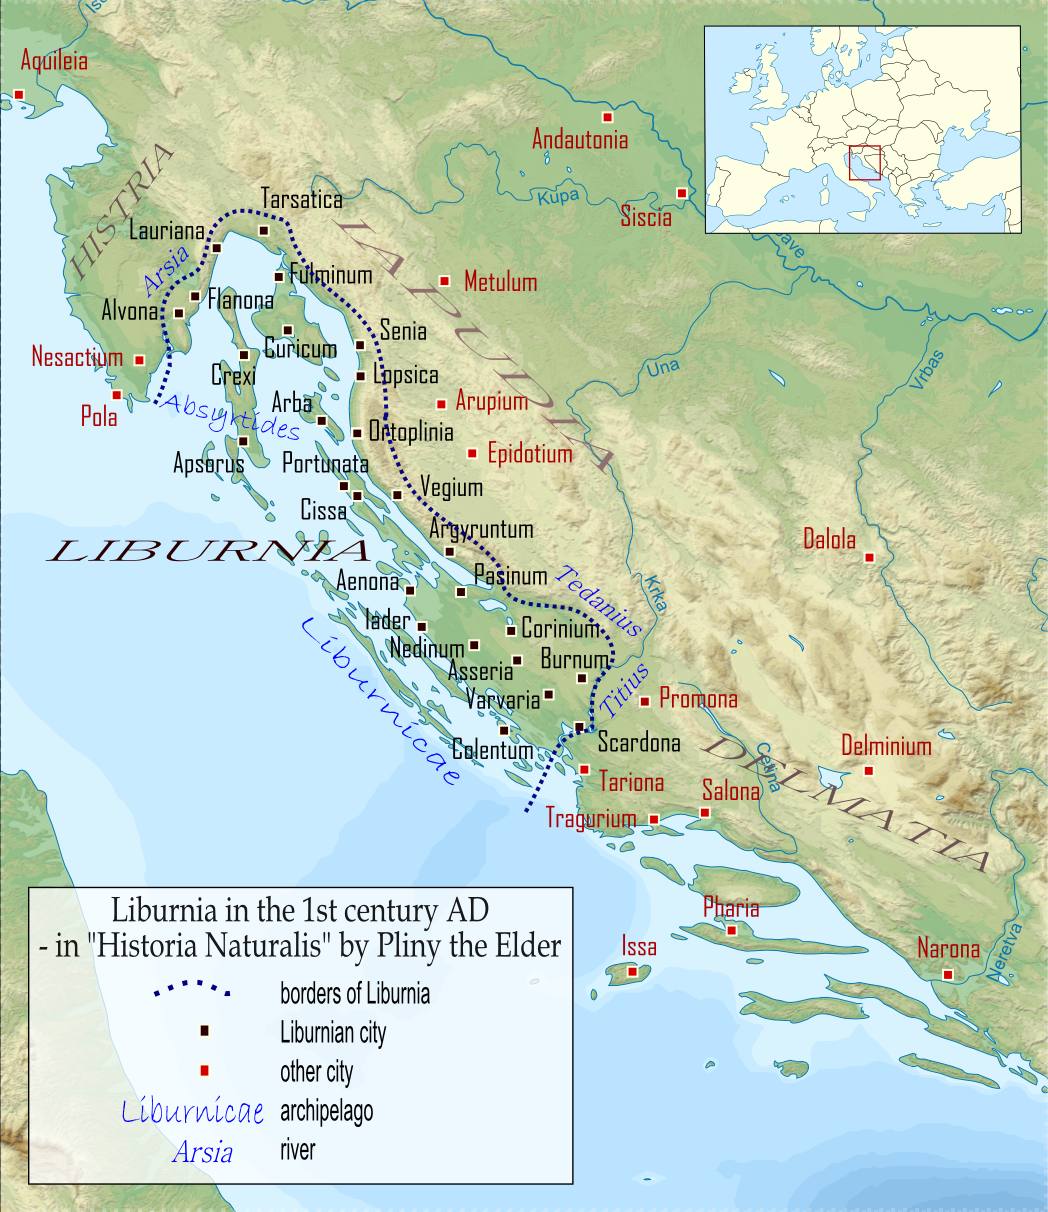 Aquileia
Andautonia
Kupa
Siscia
HISTRIA
Tarsatica
Lauriana
IAPUDIA
Arsia
Fulminum
Metulum
Flanona
Alvona
Senia
Curicum
Nesactium
Crexi
Lopsica
Una
Vrbas
Pola
Absyrtides
Arba
Arupium
Ortoplinia
Apsorus
Portunata
Epidotium
Vegium
Cissa
Argyruntum
LIBURNIA
Dalola
Aenona
Pasinum
Tedanius
Krka
Iader
Corinium
Nedinum
Asseria
Burnum
Liburnicae
Varvaria
Titius
Promona
Colentum
Scardona
DELMATIA
Delminium
Cetina
Tariona
Salona
Tragurium
Pharia
Issa
Narona
Neretva
Liburnia in the 1st century AD
- in "Historia Naturalis" by Pliny the Elder
borders of Liburnia
Liburnian city
other city
Liburnicae archipelago
Arsia river